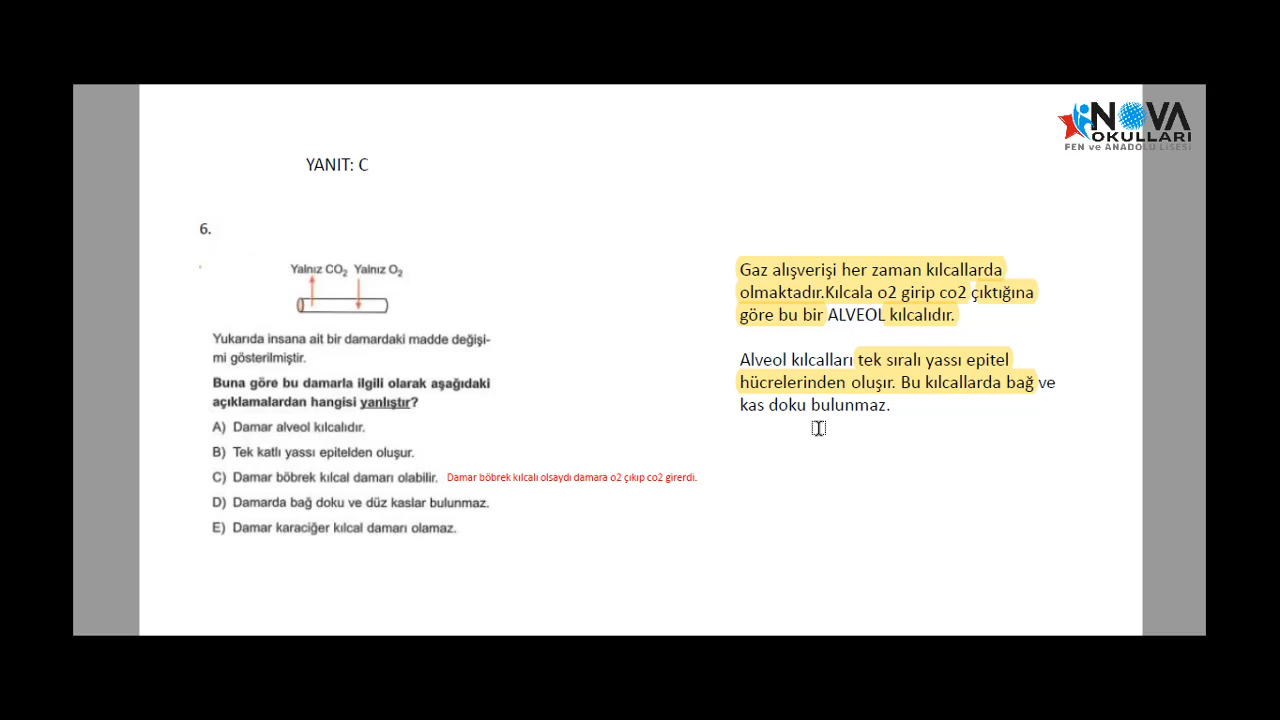 NOVA
OKULLARI
FEN ve ANADOLU LİSESİ
YANIT: C
6.
Yalnız CO2 Yalnız O2
Yukarıda insana ait bir damardaki madde değişi-
mi gösterilmiştir.
Buna göre bu damarla ilgili olarak aşağıdaki
açıklamalardan hangisi yanlıştır?
A) Damar alveol kılcalıdır.
B) Tek katlı yassı epitelden oluşur.
C) Damar böbrek kılcal damarı olabilir. Damar böbrek kılcalı olsaydı damara o2 çıkıp co2 girerdi.
D) Damarda bağ doku ve düz kaslar bulunmaz.
E) Damar karaciğer kılcal damarı olamaz.
Gaz alışverişi her zaman kılcallarda
olmaktadır.Kılcala o2 girip co2 çıktığına
göre bu bir ALVEOL kılcalıdır.
Alveol kılcalları tek sıralı yassı epitel
hücrelerinden oluşır. Bu kılcallarda bağ ve
kas doku bulunmaz.